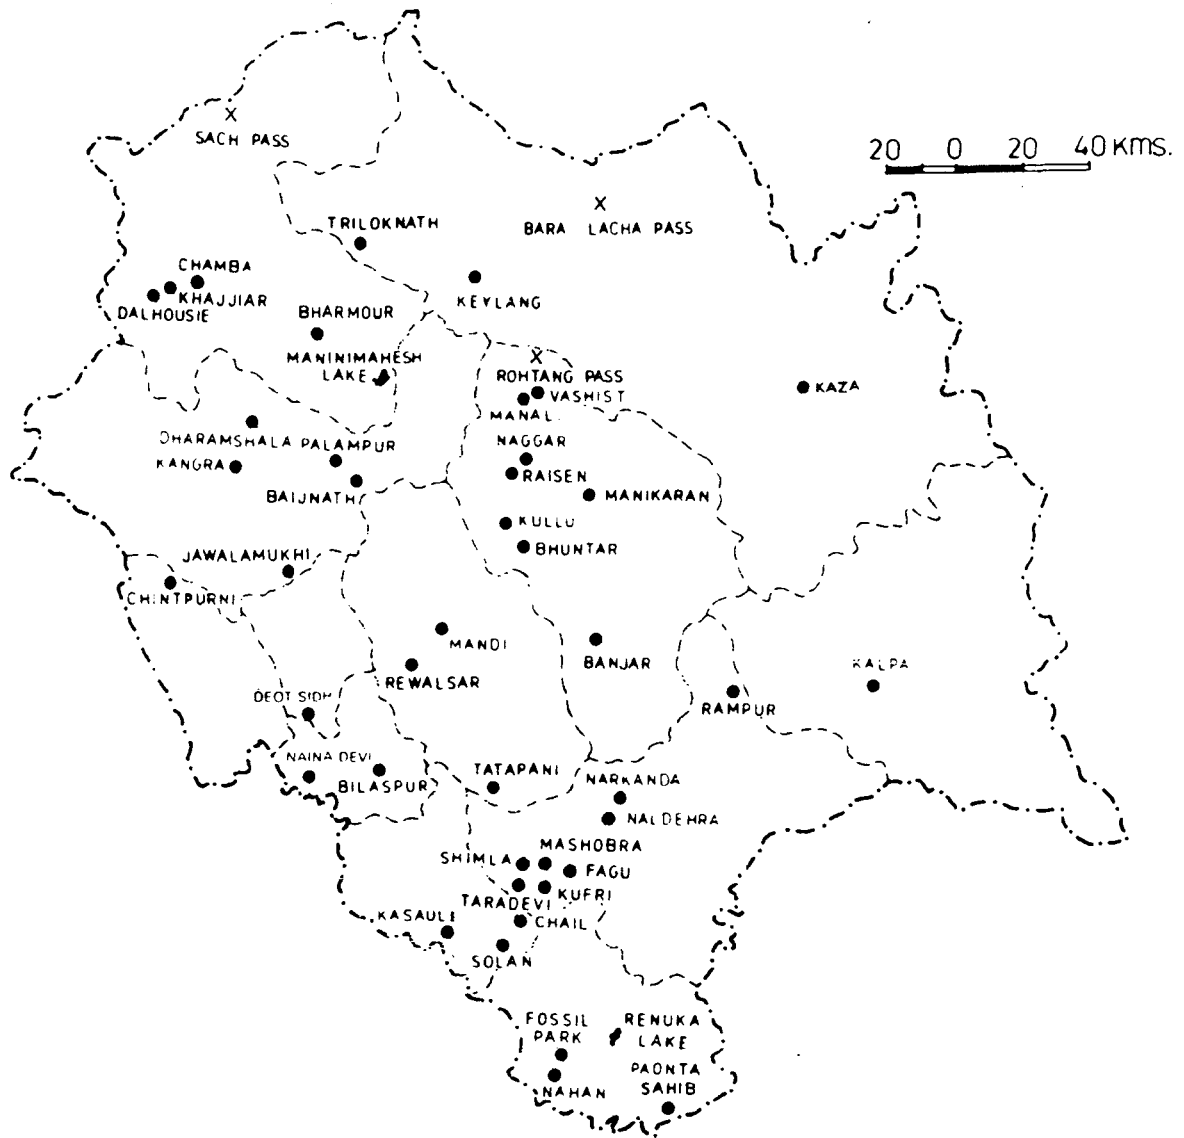 SACH PASS
20 0 20 40 KMS.
TRILOKNATH
BARA LACHA PASS
CHAMBA
KHAJJIAR
DALHOUSIE
KEYLANG
BHARMOUR
MANINIMAHESH
LAKE
ROHTANG PASS
VASHIST
MANAL
KAZA
NAGGAR
DHARAMSHALA
PALAMPUR
KANGRA
RAISEN
BAIJNATH
MANIKARAN
KULLU
BHUNTAR
JAWALAMUKHI
CHINTPURNI
MANDI
BANJAR
KALPA
REWALSAR
DEOT SIDH
RAMPUR
NAINA DEVI
BILASPUR
TATAPANI
NARKANDA
NALDEHRA
MASHOBRA
SHIMLA
FAGU
KUFRI
TARADEVI
KASAULI
CHAIL
SOLAN
FOSSIL
PARK
RENUKA
LAKE
PAONTA
SAHIB
NAHAN